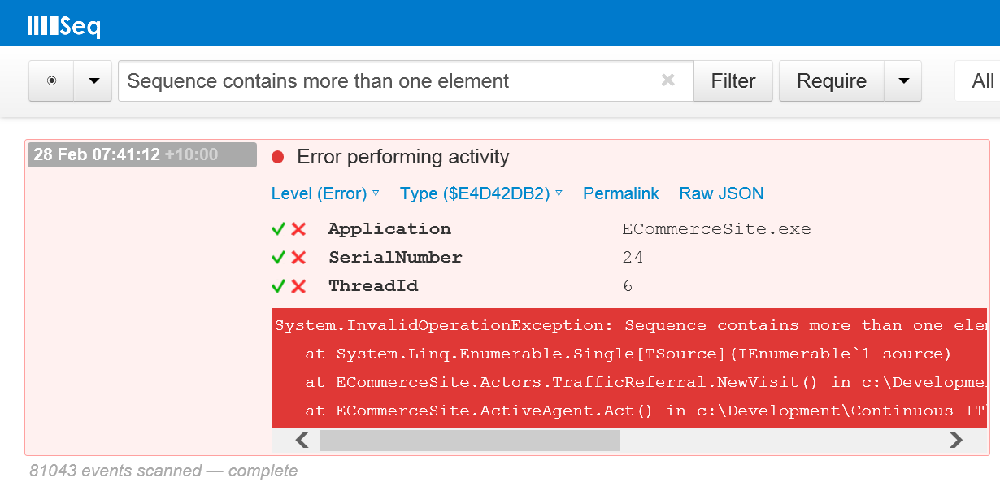 Seq
Sequence contains more than one element × Filter Require All
28 Feb 07:41:12 +10:00 Error performing activity
Level (Error) Type ($E4D42DB2) Permalink Raw JSON
Application ECommerceSite.exe
SerialNumber 24
ThreadId 6
System.InvalidOperationException: Sequence contains more than one
at System.Linq.Enumerable.Single[TSource](IEnumerable`1 source)
at ECommerceSite.Actors.TrafficReferral.NewVisit() in
at ECommerceSite.ActiveAgent.Act() in c:\Development\Continuous IT
81043 events scanned — complete